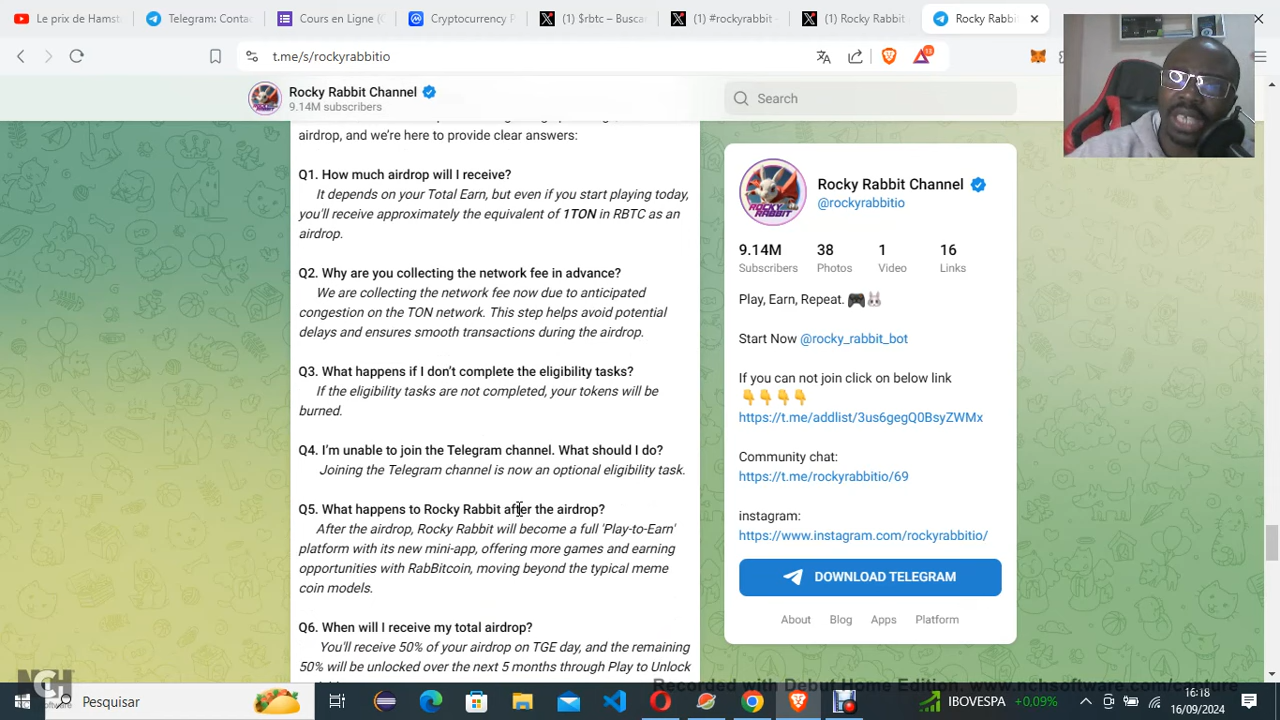 Le prix de Hamst
Telegram: Contac
Cours en Ligne (
Cryptocurrency P
(1) $rbtc – Busca
(1) #rockyrabbit -
(1) Rocky Rabbit
Rocky Rabbi
t.me/s/rockyrabbitio
13
Rocky Rabbit Channel
9.14M subscribers
Search
airdrop, and we're here to provide clear answers:
Q1. How much airdrop will I receive?
It depends on your Total Earn, but even if you start playing today,
you'll receive approximately the equivalent of 1TON in RBTC as an
airdrop.
Q2. Why are you collecting the network fee in advance?
We are collecting the network fee now due to anticipated
congestion on the TON network. This step helps avoid potential
delays and ensures smooth transactions during the airdrop.
Q3. What happens if I don't complete the eligibility tasks?
If the eligibility tasks are not completed, your tokens will be
burned.
Q4. I'm unable to join the Telegram channel. What should I do?
Joining the Telegram channel is now an optional eligibility task.
Q5. What happens to Rocky Rabbit after the airdrop?
After the airdrop, Rocky Rabbit will become a full 'Play-to-Earn'
platform with its new mini-app, offering more games and earning
opportunities with RabBitcoin, moving beyond the typical meme
coin models.
Q6. When will I receive my total airdrop?
You'll receive 50% of your airdrop on TGE day, and the remaining
50% will be unlocked over the next 5 months through Play to Unlock
ROCKY RABBIT
Rocky Rabbit Channel
@rockyrabbitio
9.14M 38 1 16
Subscribers Photos Video Links
Play, Earn, Repeat. 🎮🐰
Start Now @rocky_rabbit_bot
If you can not join click on below link
👇👇👇👇
https://t.me/addlist/3us6gegQ0BsyZWMx
Community chat:
https://t.me/rockyrabbitio/69
instagram:
https://www.instagram.com/rockyrabbitio/
DOWNLOAD TELEGRAM
About Blog Apps Platform
Recorded with Debut Home Edition. www.nchsoftware.com/capture
NCH
Software
Pesquisar
IBOVESPA +0,09%
16:18
16/09/2024